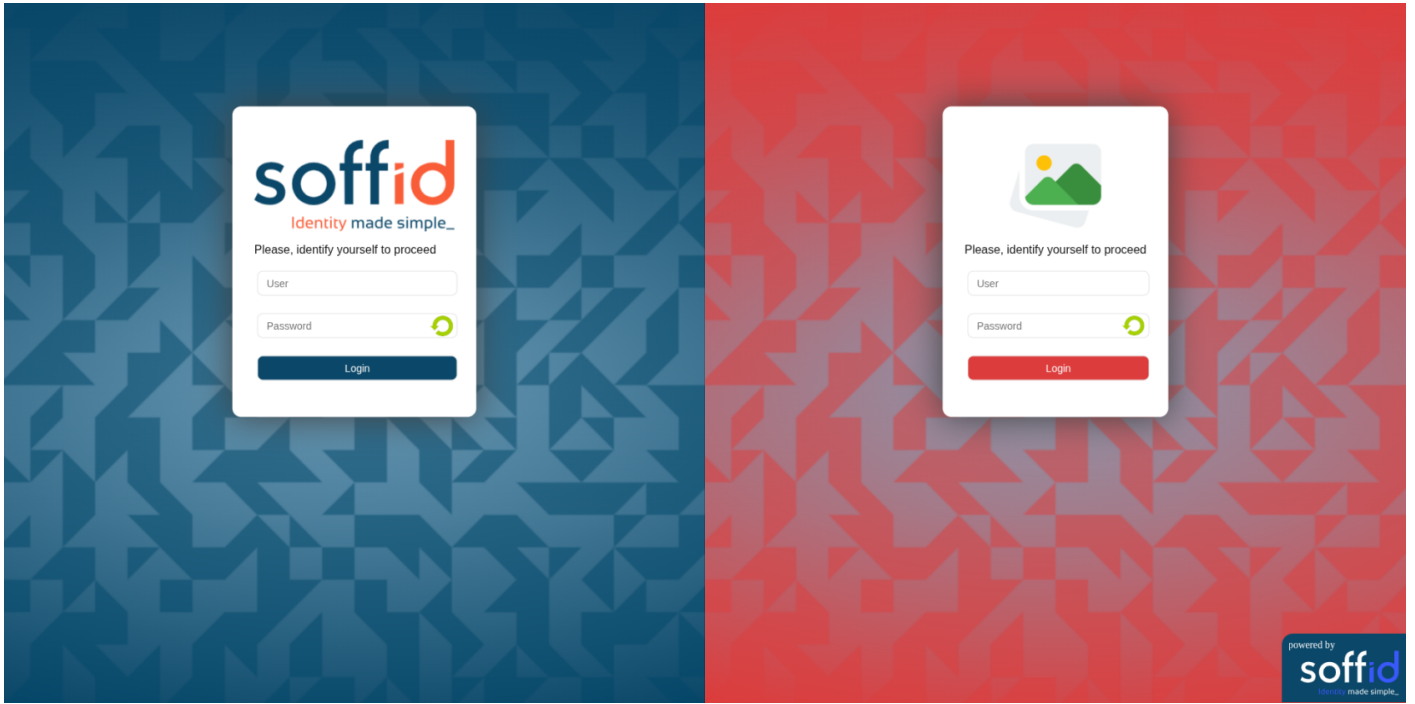 soffid
Identity made simple_
Please, identify yourself to proceed
User
Password
Login
Please, identify yourself to proceed
User
Password
Login
powered by
soffid
Identity made simple_